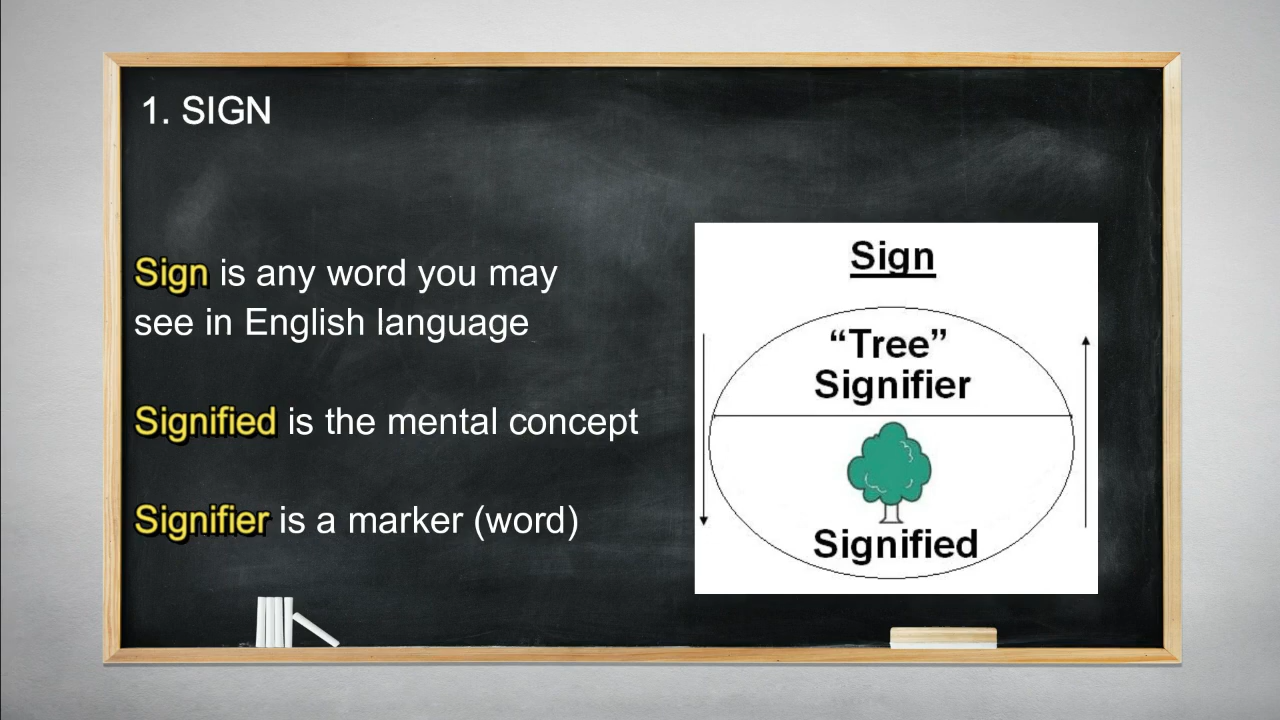 1. SIGN
Sign is any word you may
see in English language
Signified is the mental concept
Signifier is a marker (word)
Sign
“Tree”
Signifier
Signified